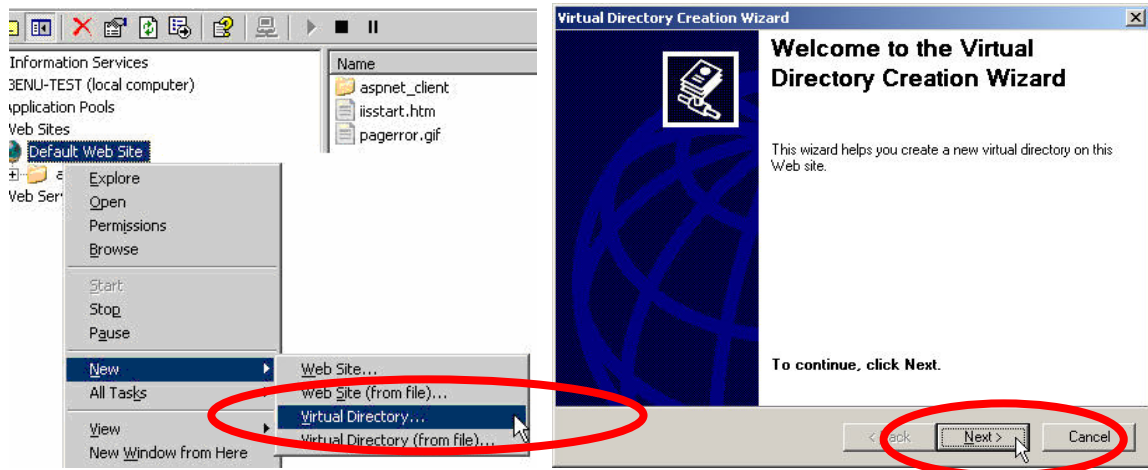 Information Services
BENU-TEST (local computer)
Application Pools
Web Sites
Default Web Site
Web Ser
Explore
Open
Permissions
Browse
Start
Stop
Pause
New
All Tasks
View
New Window from Here
Web Site...
Web Site (from file)...
Virtual Directory...
Virtual Directory (from file)...
Name
aspnet_client
iisstart.htm
pagerror.gif
Virtual Directory Creation Wizard
Welcome to the Virtual
Directory Creation Wizard
This wizard helps you create a new virtual directory on this
Web site.
To continue, click Next.
< Back
Next >
Cancel